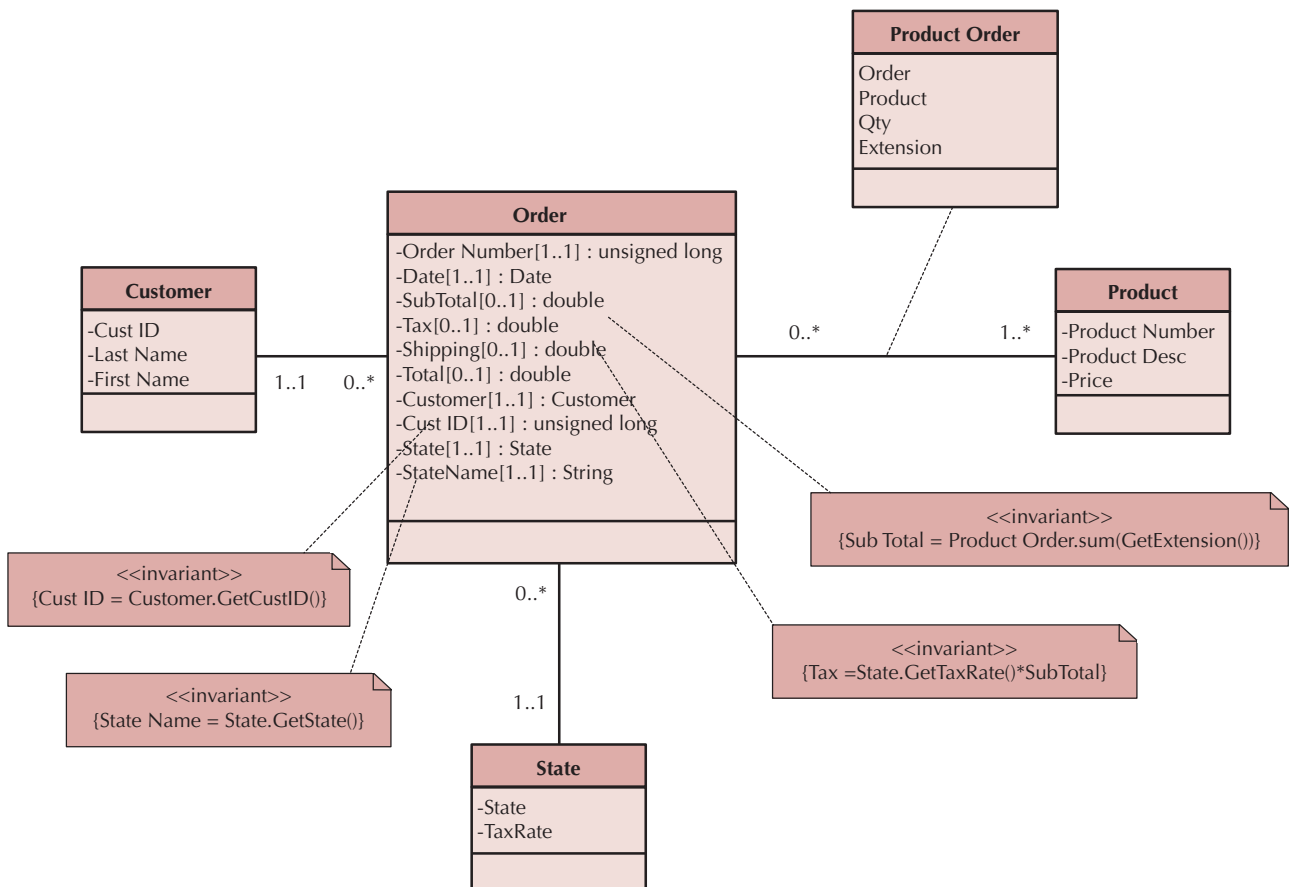 Product Order
Order
Product
Qty
Extension
Order
-Order Number[1..1] : unsigned long
-Date[1..1] : Date
-SubTotal[0..1] : double
-Tax[0..1] : double
-Shipping[0..1] : double
-Total[0..1] : double
-Customer[1..1] : Customer
-Cust ID[1..1] : unsigned long
-State[1..1] : State
-StateName[1..1] : String
Customer
-Cust ID
-Last Name
-First Name
1..1 0..*
0..* 1..*
Product
-Product Number
-Product Desc
-Price
<<invariant>>
{Sub Total = Product Order.sum(GetExtension())}
<<invariant>>
{Cust ID = Customer.GetCustID()}
0..*
<<invariant>>
{Tax =State.GetTaxRate()*SubTotal}
<<invariant>>
{State Name = State.GetState()}
1..1
State
-State
-TaxRate